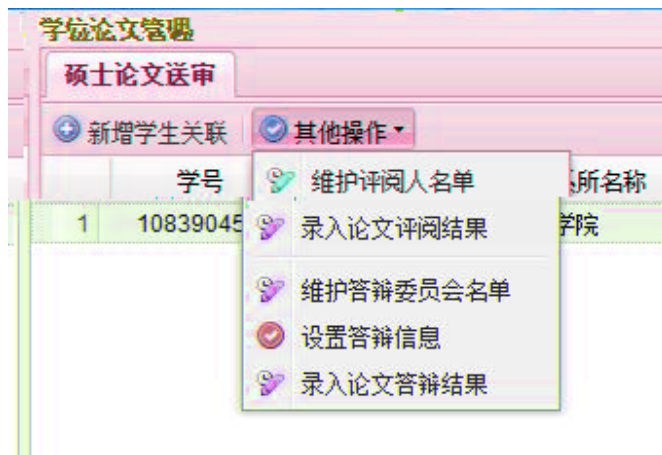 学位论文管理
硕士论文送审
新增学生关联 其他操作
学号 系所名称
维护评阅人名单
1 10839045 学院
录入论文评阅结果
维护答辩委员会名单
设置答辩信息
录入论文答辩结果